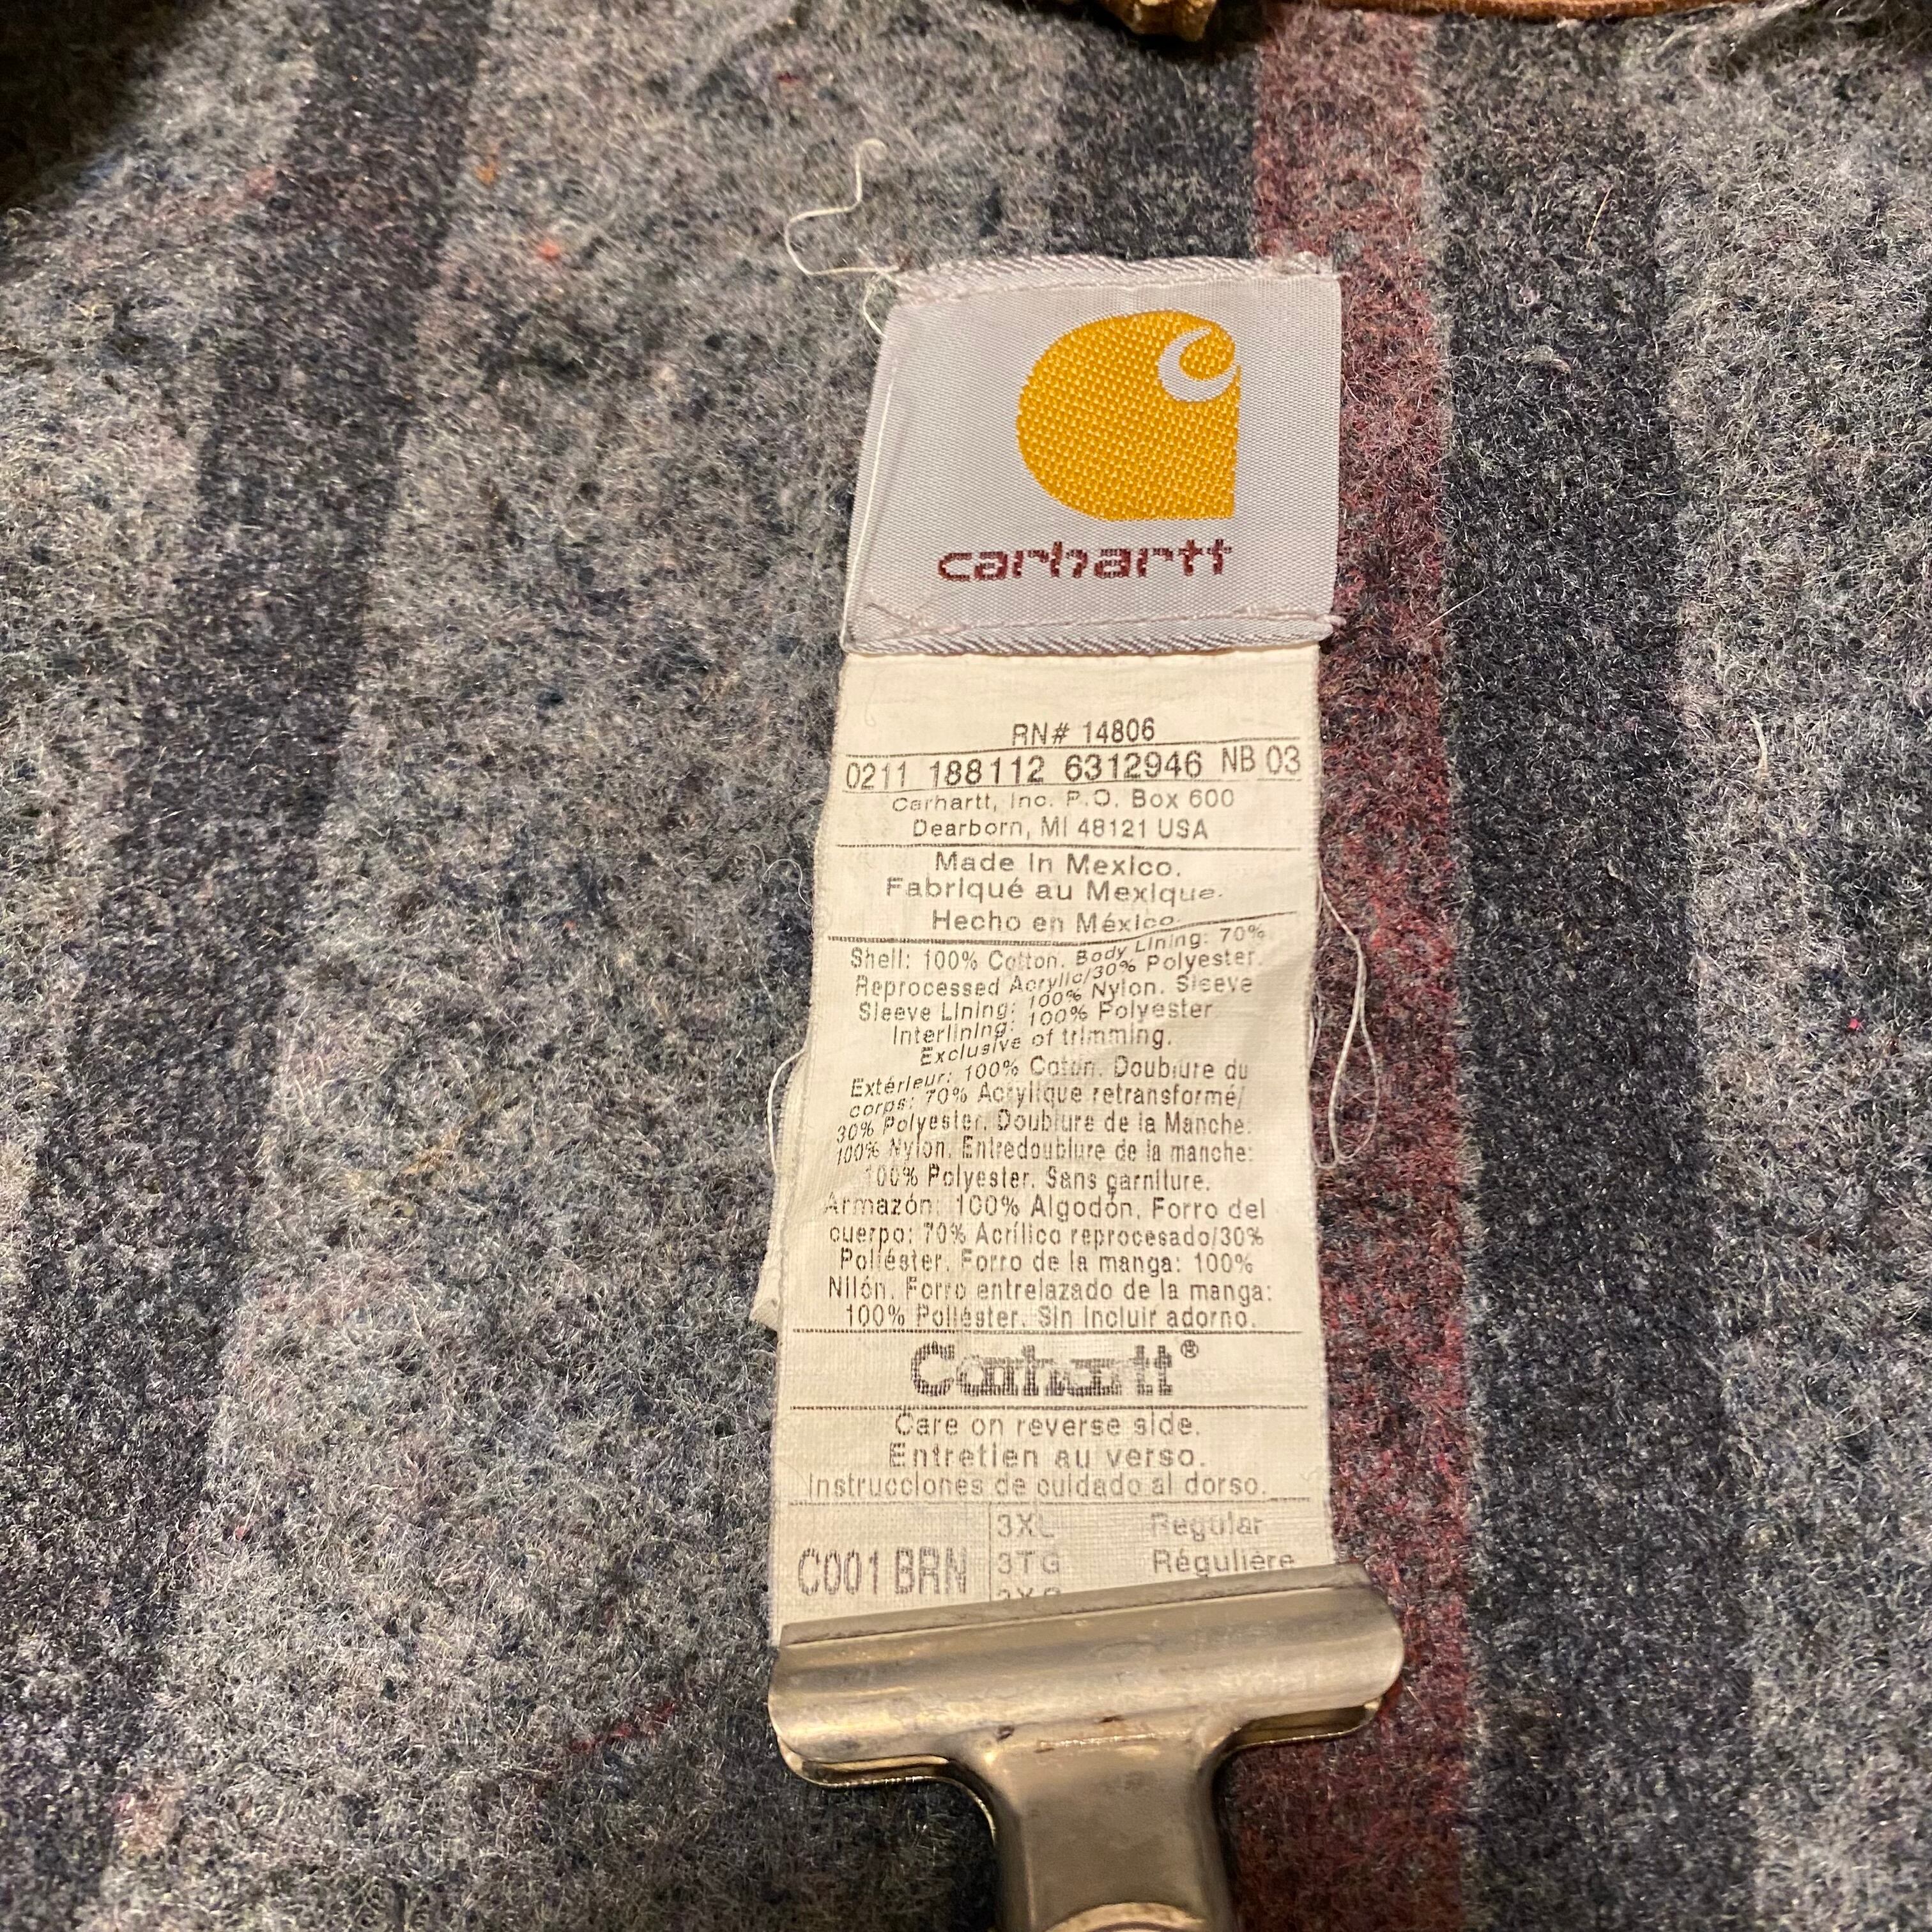 carhartt
RN# 14806
0211 188112 6312946 NB 03
Carhartt, Inc. P.O. Box 600
Dearborn, MI 48121 USA
Made in Mexico.
Fabriqué au Mexique.
Hecho en México.
Shell: 100% Cotton. Body Lining: 70%
Reprocessed Acrylic/30% Polyester.
Sleeve Lining: 100% Nylon. Sleeve
Interlining: 100% Polyester
Exclusive of trimming.
Extérieur: 100% Coton. Doublure du
corps: 70% Acrylique retransformé/
30% Polyester. Doublure de la Manche:
100% Nylon. Entredoublure de la manche:
100% Polyester. Sans garniture.
Armazón: 100% Algodón. Forro del
cuerpo: 70% Acrílico reprocesado/30%
Poliéster. Forro de la manga: 100%
Nilón. Forro entrelazado de la manga:
100% Poliéster. Sin incluir adorno.
Carhartt®
Care on reverse side.
Entretien au verso.
Instrucciones de cuidado al dorso.
3XL Regular
C001 BRN 3TG Régulière